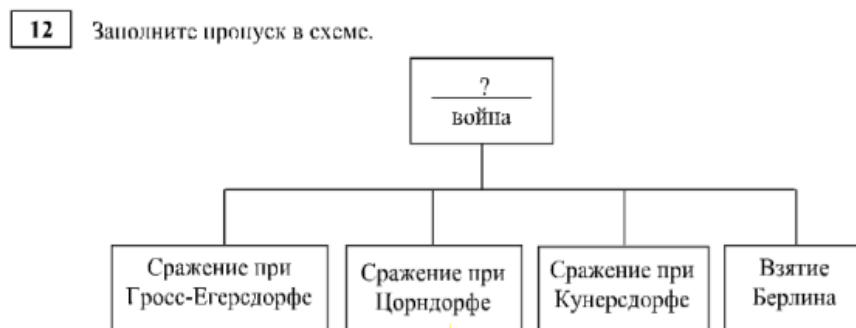 12 Заполните пропуск в схеме.
?
война
Сражение при
Гросс-Егерсдорфе
Сражение при
Цорндорфе
Сражение при
Кунерсдорфе
Взятие
Берлина